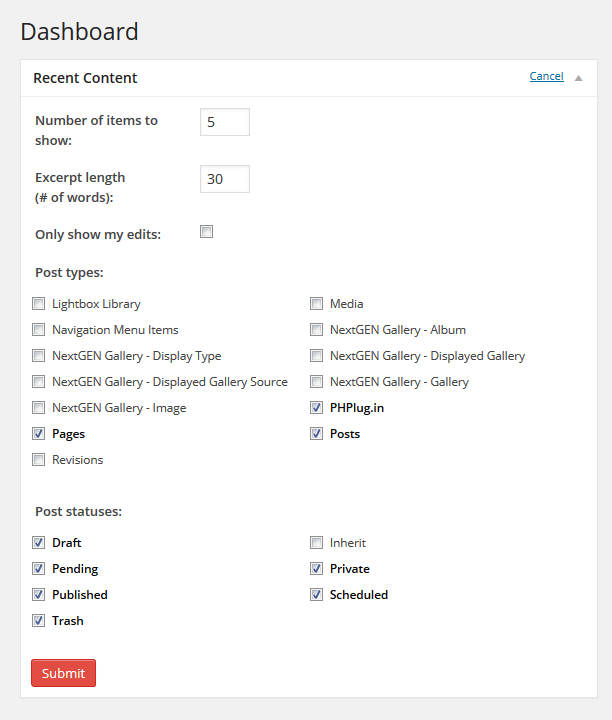 Dashboard
Recent Content
Cancel
Number of items to
show:
5
Excerpt length
(# of words):
30
Only show my edits:
Post types:
Lightbox Library
Media
Navigation Menu Items
NextGEN Gallery - Album
NextGEN Gallery - Display Type
NextGEN Gallery - Displayed Gallery
NextGEN Gallery - Displayed Gallery Source
NextGEN Gallery - Gallery
NextGEN Gallery - Image
PHPlug.in
Pages
Posts
Revisions
Post statuses:
Draft
Inherit
Pending
Private
Published
Scheduled
Trash
Submit